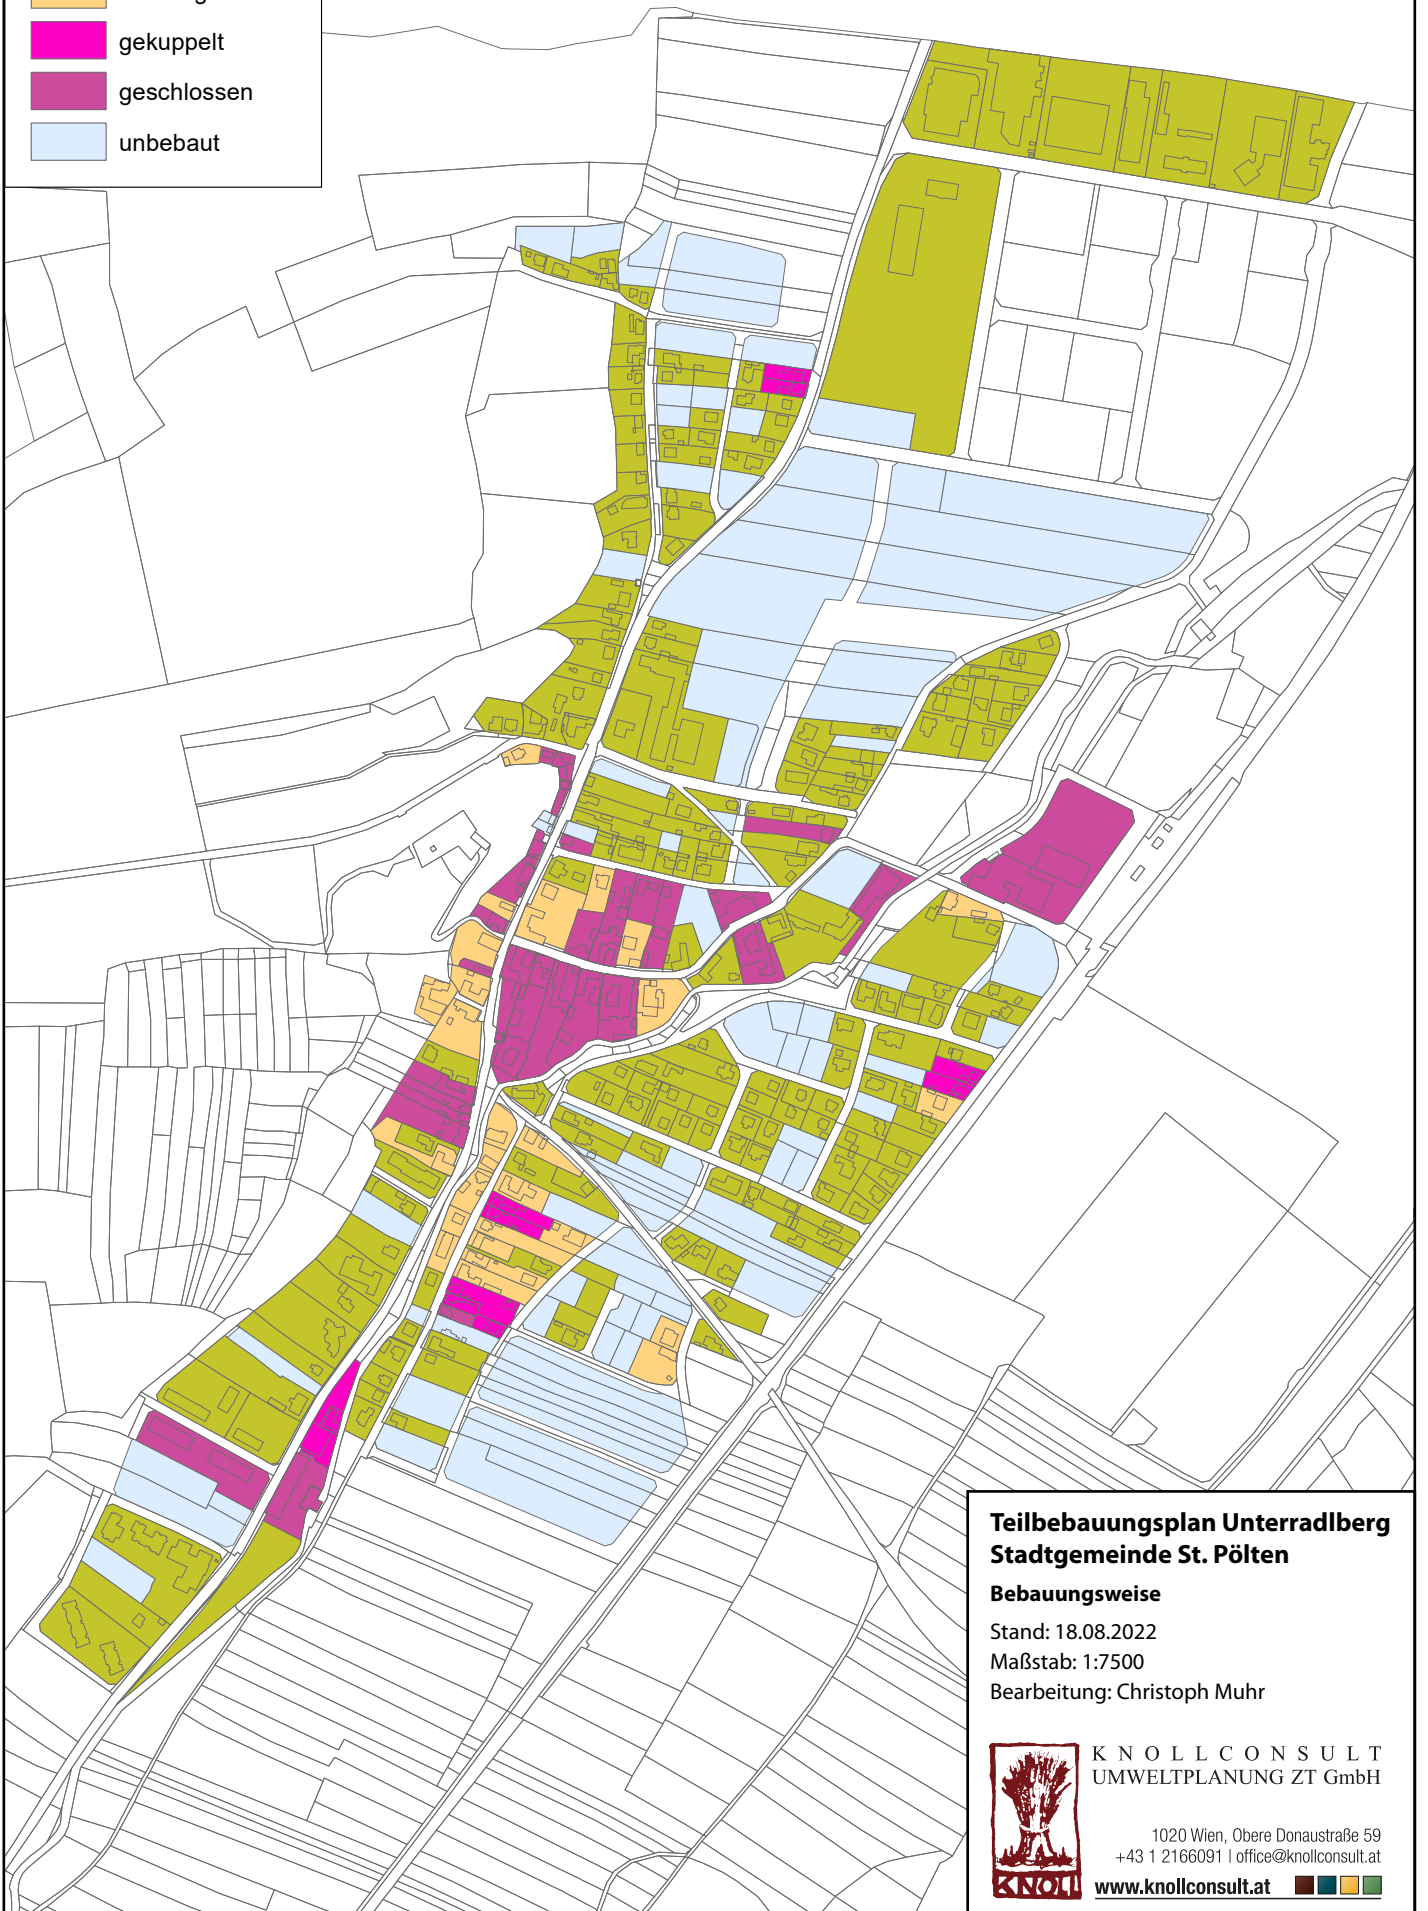 gekuppelt
geschlossen
unbebaut
Teilbebauungsplan Unterradlberg
Stadtgemeinde St. Pölten
Bebauungsweise
Stand: 18.08.2022
Maßstab: 1:7500
Bearbeitung: Christoph Muhr
KNOLLCONSULT
UMWELTPLANUNG ZT GmbH
1020 Wien, Obere Donaustraße 59
+43 1 2166091 | office@knollconsult.at
KNOLL
www.knollconsult.at